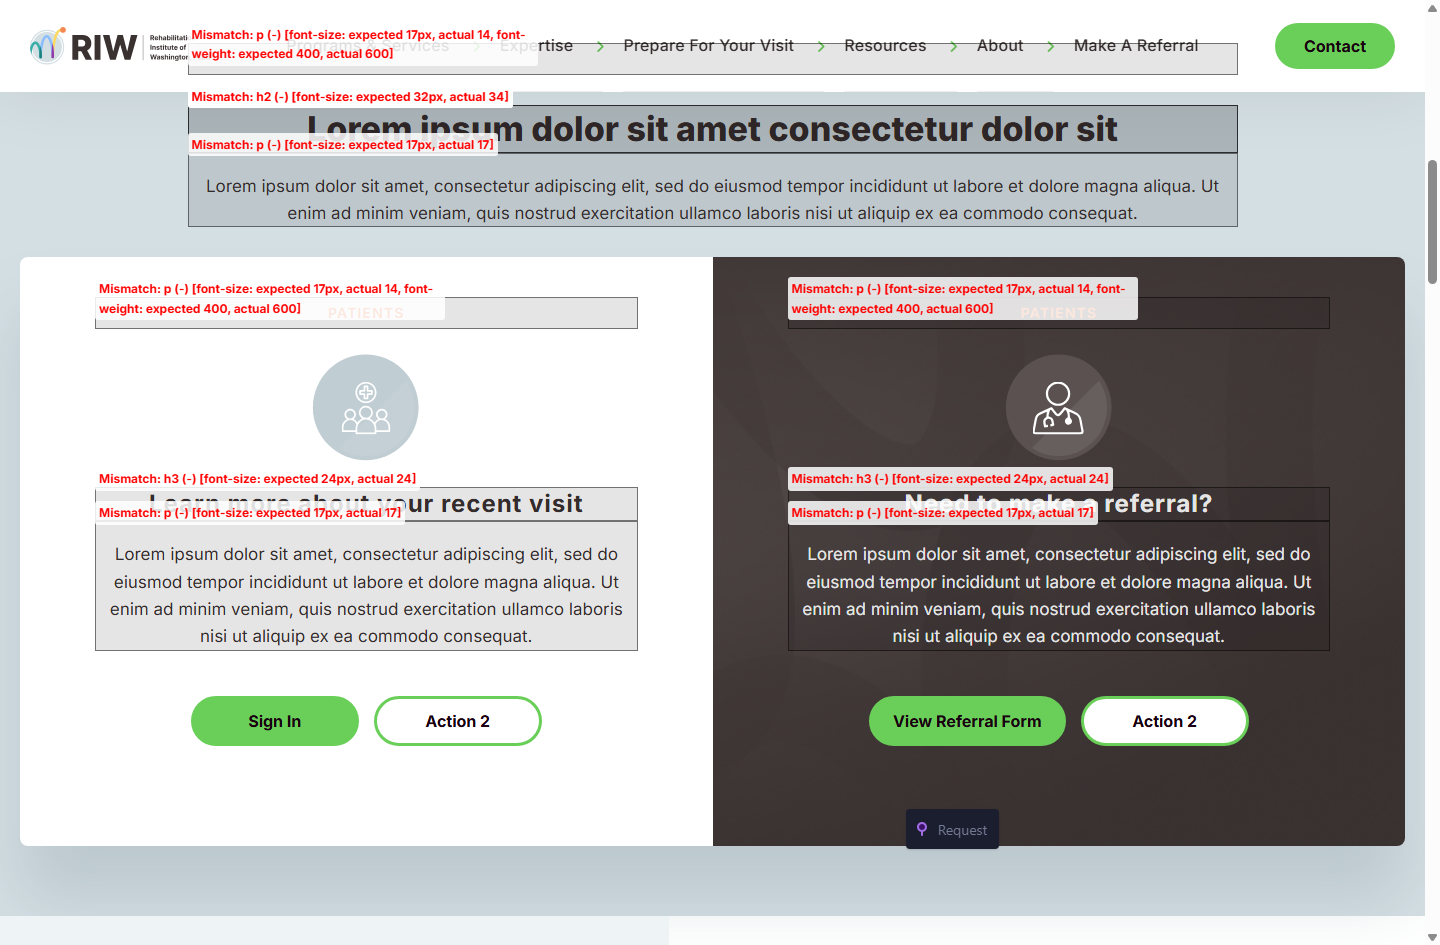 RIW
Rehabilitati
Institute of
Washington
Mismatch: p (-) [font-size: expected 17px, actual 14, font-
weight: expected 400, actual 600]
Programs & Services
Expertise
Prepare For Your Visit
Resources
About
Make A Referral
Contact
Mismatch: h2 (-) [font-size: expected 32px, actual 34]
Lorem ipsum dolor sit amet consectetur dolor sit
Mismatch: p (-) [font-size: expected 17px, actual 17]
Lorem ipsum dolor sit amet, consectetur adipiscing elit, sed do eiusmod tempor incididunt ut labore et dolore magna aliqua. Ut
enim ad minim veniam, quis nostrud exercitation ullamco laboris nisi ut aliquip ex ea commodo consequat.
Mismatch: p (-) [font-size: expected 17px, actual 14, font-
weight: expected 400, actual 600]
PATIENTS
Mismatch: h3 (-) [font-size: expected 24px, actual 24]
Learn more about your recent visit
Mismatch: p (-) [font-size: expected 17px, actual 17]
Lorem ipsum dolor sit amet, consectetur adipiscing elit, sed do
eiusmod tempor incididunt ut labore et dolore magna aliqua. Ut
enim ad minim veniam, quis nostrud exercitation ullamco laboris
nisi ut aliquip ex ea commodo consequat.
Sign In
Action 2
Mismatch: p (-) [font-size: expected 17px, actual 14, font-
weight: expected 400, actual 600]
PATIENTS
Mismatch: h3 (-) [font-size: expected 24px, actual 24]
Need to make a referral?
Mismatch: p (-) [font-size: expected 17px, actual 17]
Lorem ipsum dolor sit amet, consectetur adipiscing elit, sed do
eiusmod tempor incididunt ut labore et dolore magna aliqua. Ut
enim ad minim veniam, quis nostrud exercitation ullamco laboris
nisi ut aliquip ex ea commodo consequat.
View Referral Form
Action 2
Request